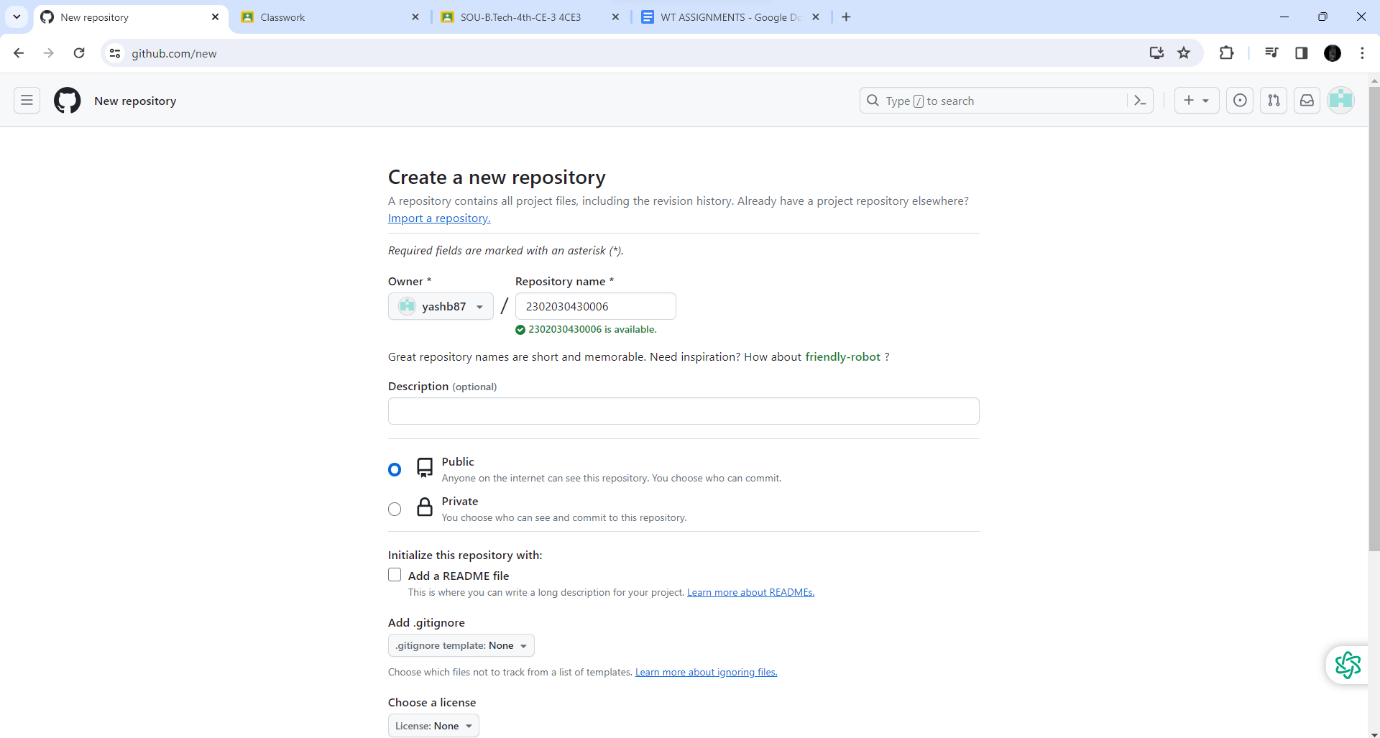 New repository
Classwork
SOU-B.Tech-4th-CE-3 4CE3
WT ASSIGNMENTS - Google Do
github.com/new
New repository
Type / to search
Create a new repository
A repository contains all project files, including the revision history. Already have a project repository elsewhere?
Import a repository.
Required fields are marked with an asterisk (*).
Owner * Repository name *
yashb87 / 2302030430006
2302030430006 is available.
Great repository names are short and memorable. Need inspiration? How about friendly-robot ?
Description (optional)
Public
Anyone on the internet can see this repository. You choose who can commit.
Private
You choose who can see and commit to this repository.
Initialize this repository with:
Add a README file
This is where you can write a long description for your project. Learn more about READMEs.
Add .gitignore
.gitignore template: None
Choose which files not to track from a list of templates. Learn more about ignoring files.
Choose a license
License: None